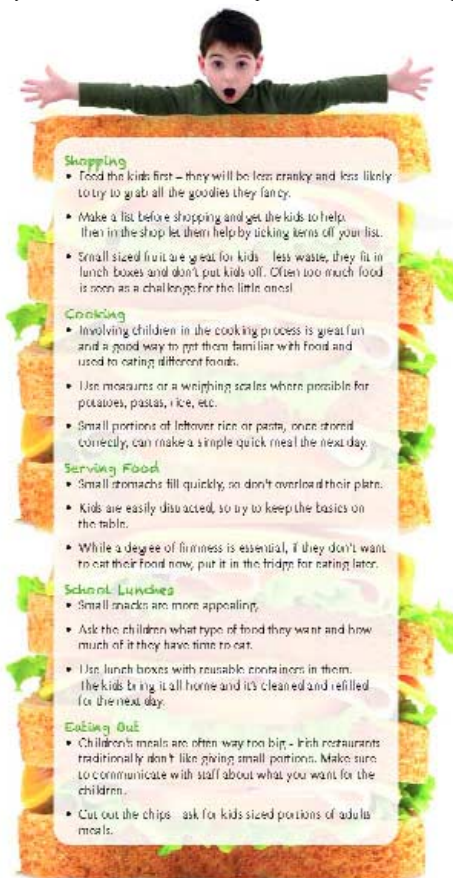 Shopping
• Feed the kids first – they will be less cranky and less likely
to try to grab all the goodies they fancy.
• Make a list before shopping and get the kids to help.
Then in the shop let them help by ticking items off your list.
• Small sized fruit are great for kids – less waste, they fit in
lunch boxes and don't put kids off. Often too much food
is seen as a challenge for the little ones!
Cooking
• Involving children in the cooking process is great fun
and a good way to get them familiar with food and
used to eating different foods.
• Use measures or a weighing scales where possible for
potatoes, pastas, rice, etc.
• Small portions of leftover rice or pasta, once stored
correctly, can make a simple quick meal the next day.
Serving Food
• Small stomachs fill quickly, so don't overload their plate.
• Kids are easily distracted, so try to keep the basics on
the table.
• While a degree of firmness is essential, if they don't want
to eat their food now, put it in the fridge for eating later.
School Lunches
• Small snacks are more appealing.
• Ask the children what type of food they want and how
much of it they have time to eat.
• Use lunch boxes with reusable containers in them.
The kids bring it all home and it's cleaned and refilled
for the next day.
Eating Out
• Children's meals are often way too big - Irish restaurants
traditionally don't like giving small portions. Make sure
to communicate with staff about what you want for the
children.
• Cut out the chips - ask for kids sized portions of adults
meals.